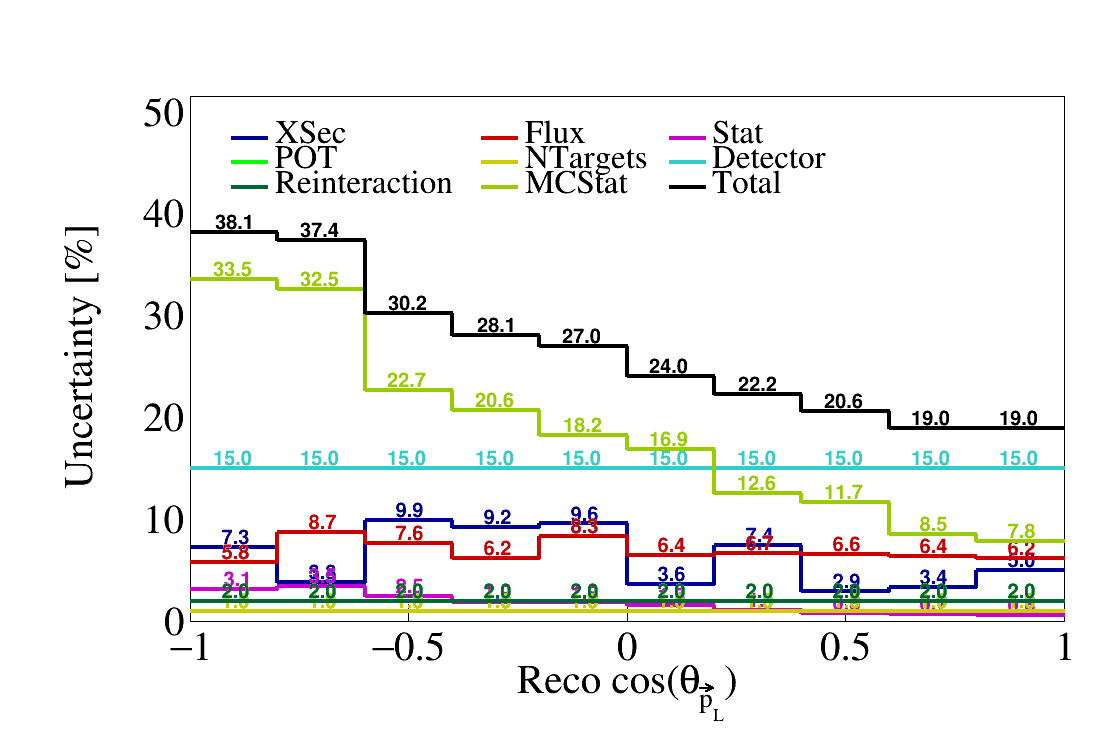 50
XSec Flux Stat
POT NTargets Detector
Reinteraction MCStat Total
40
38.1 37.4
33.5 32.5
30
30.2 28.1 27.0
24.0 22.2 20.6 19.0 19.0
22.7 20.6 18.2 16.9
20
15.0 15.0 15.0 15.0 15.0 15.0 15.0 15.0 15.0 15.0
12.6 11.7 8.5 7.8
10
7.3 9.9 9.2 9.6 3.6 7.4 2.9 3.4 5.0
5.8 8.7 7.6 6.2 8.3 6.4 6.7 6.6 6.4 6.2
3.1
2.0 2.0 2.0 2.0 2.0 2.0 2.0 2.0 2.0 2.0
0
−1 −0.5 0 0.5 1
Uncertainty [%]
Reco cos(θ p⃗ L )